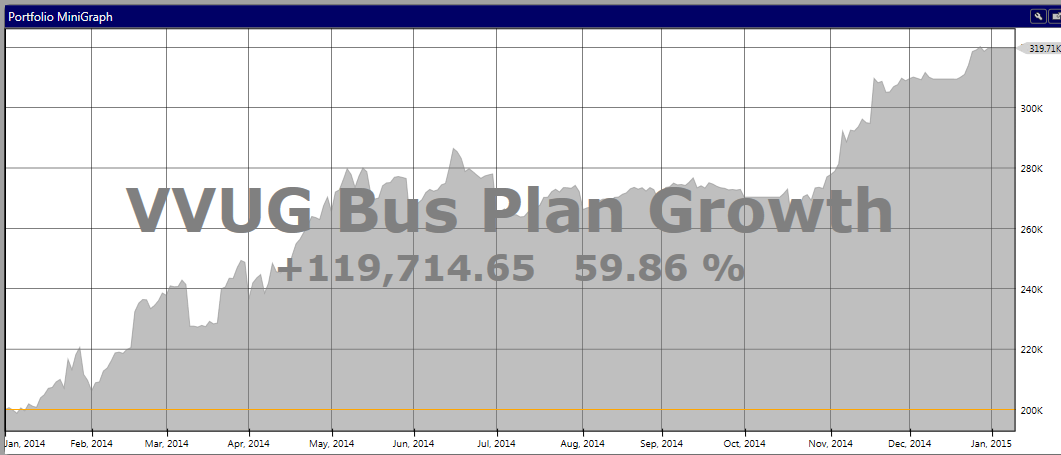 Portfolio MiniGraph
319.71K
300K
280K
VVUG Bus Plan Growth
260K
+119,714.65 59.86 %
240K
220K
200K
Jan, 2014 Feb, 2014 Mar, 2014 Apr, 2014 May, 2014 Jun, 2014 Jul, 2014 Aug, 2014 Sep, 2014 Oct, 2014 Nov, 2014 Dec, 2014 Jan, 2015